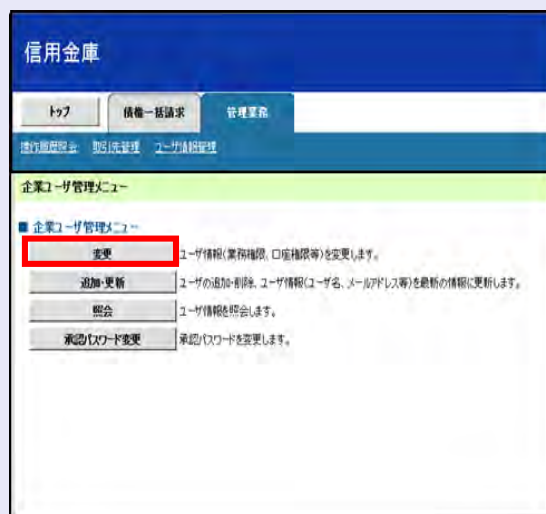 信用金庫
トップ 債権一括請求 管理業務
操作履歴照会 取引先管理 ユーザ情報管理
企業ユーザ管理メニュー
■ 企業ユーザ管理メニュー
変更 ユーザ情報(業務権限、口座権限等)を変更します。
追加・更新 ユーザの追加・削除、ユーザ情報(ユーザ名、メールアドレス等)を最新の情報に更新します。
照会 ユーザ情報を照会します。
承認パスワード変更 承認パスワードを変更します。